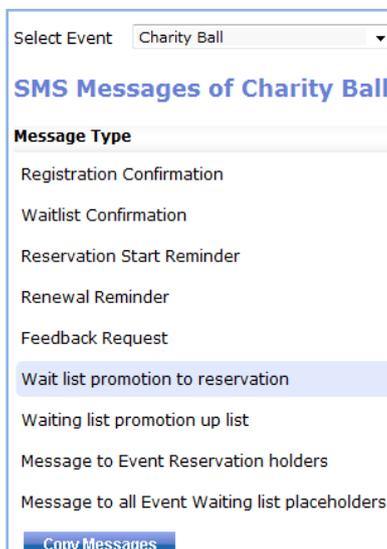 Select Event Charity Ball
SMS Messages of Charity Ball
Message Type
Registration Confirmation
Waitlist Confirmation
Reservation Start Reminder
Renewal Reminder
Feedback Request
Wait list promotion to reservation
Waiting list promotion up list
Message to Event Reservation holders
Message to all Event Waiting list placeholders
Copy Messages